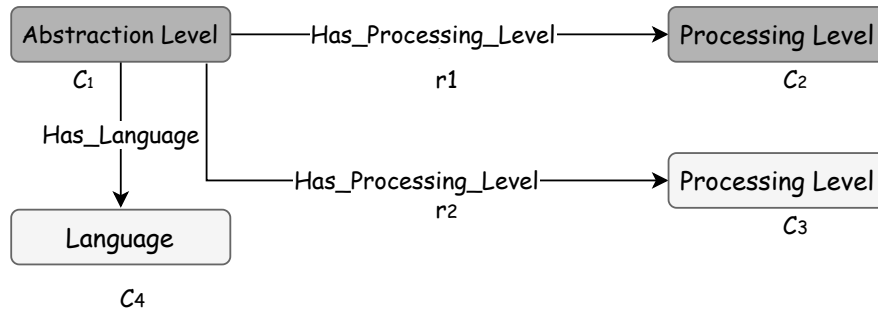 Abstraction Level
Has_Processing_Level
Processing Level
C1
r1
C2
Has_Language
Has_Processing_Level
Processing Level
r2
C3
Language
C4